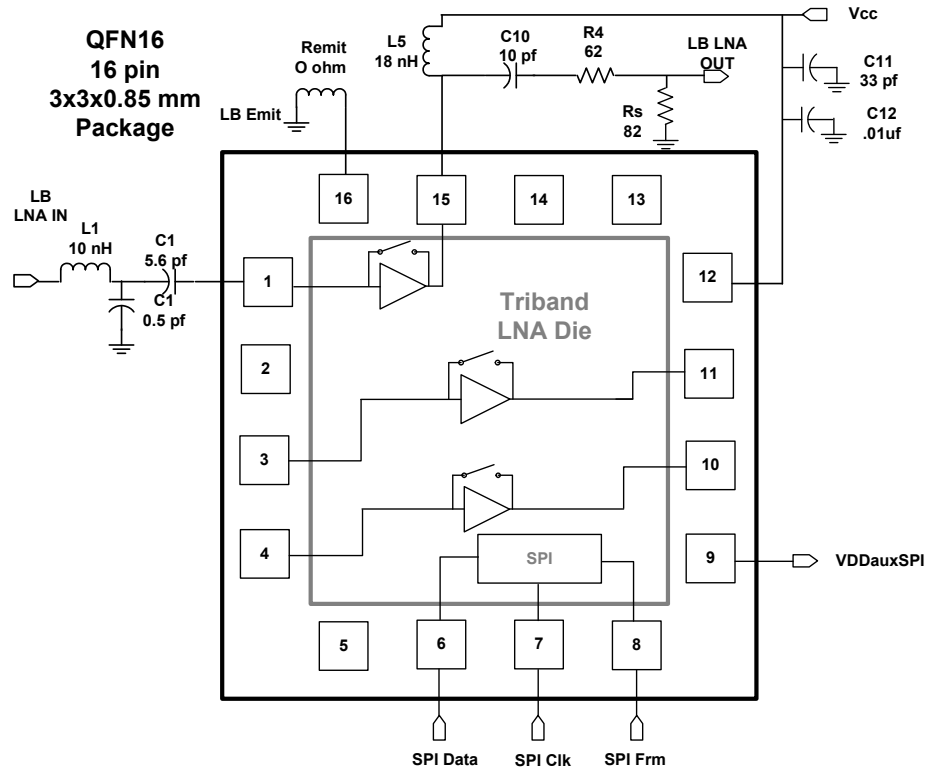 QFN16
16 pin
3x3x0.85 mm
Package
Remit
O ohm
LB Emit
L5
18 nH
C10
10 pf
R4
62
LB LNA
OUT
Rs
82
Vcc
C11
33 pf
C12
.01uf
LB
LNA IN
L1
10 nH
C1
5.6 pf
C1
0.5 pf
16
15
14
13
1
2
3
4
12
11
10
9
Triband
LNA Die
SPI
VDDauxSPI
5
6
7
8
SPI Data
SPI Clk
SPI Frm